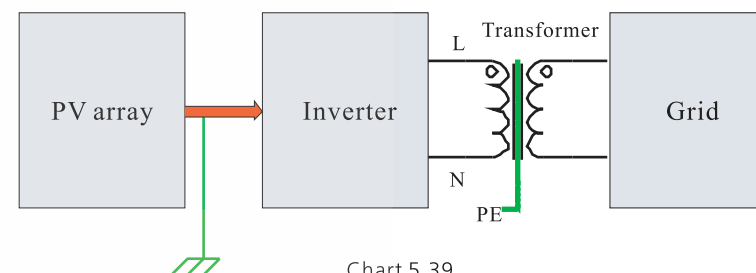 Transformer
L
PV array
Inverter
Grid
N
PE
Chart 5.39